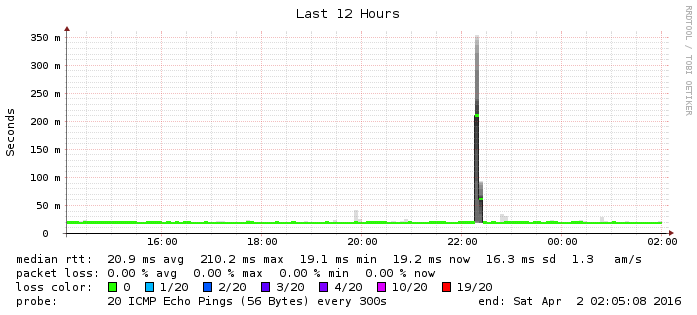 Last 12 Hours
RRDTOOL / TOBI OETIKER
Seconds
350 m
300 m
250 m
200 m
150 m
100 m
50 m
0
16:00 18:00 20:00 22:00 00:00 02:00
median rtt: 20.9 ms avg 210.2 ms max 19.1 ms min 19.2 ms now 16.3 ms sd 1.3 am/s
packet loss: 0.00 % avg 0.00 % max 0.00 % min 0.00 % now
loss color: 0 1/20 2/20 3/20 4/20 10/20 19/20
probe: 20 ICMP Echo Pings (56 Bytes) every 300s end: Sat Apr 2 02:05:08 2016